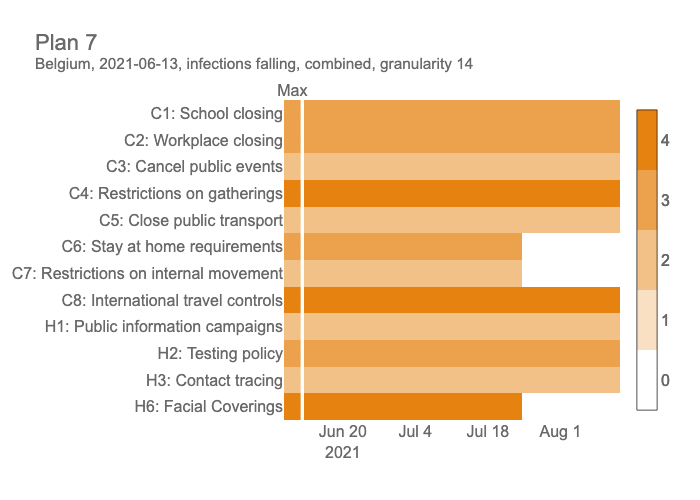 Plan 7
Belgium, 2021-06-13, infections falling, combined, granularity 14
Max
C1: School closing
C2: Workplace closing
C3: Cancel public events
C4: Restrictions on gatherings
C5: Close public transport
C6: Stay at home requirements
C7: Restrictions on internal movement
C8: International travel controls
H1: Public information campaigns
H2: Testing policy
H3: Contact tracing
H6: Facial Coverings
Jun 20 Jul 4 Jul 18 Aug 1
2021
4
3
2
1
0